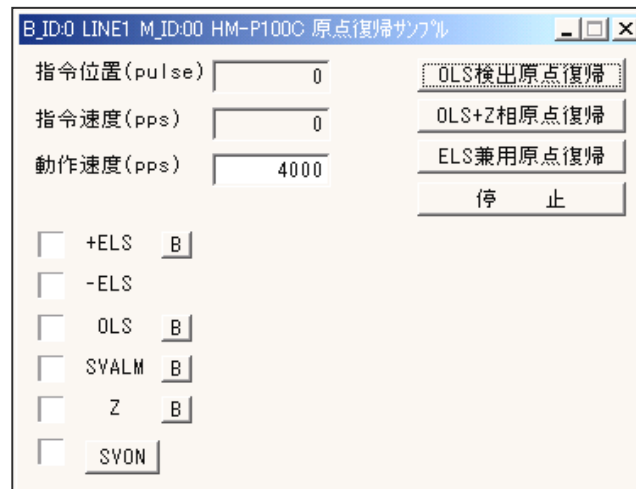 B_ID:0 LINE1 M_ID:00 HM-P100C 原点復帰ｻﾝﾌﾟﾙ
指令位置(pulse) 0 OLS検出原点復帰
指令速度(pps) 0 OLS+Z相原点復帰
動作速度(pps) 4000 ELS兼用原点復帰
停 止
+ELS B
-ELS
OLS B
SVALM B
Z B
SVON